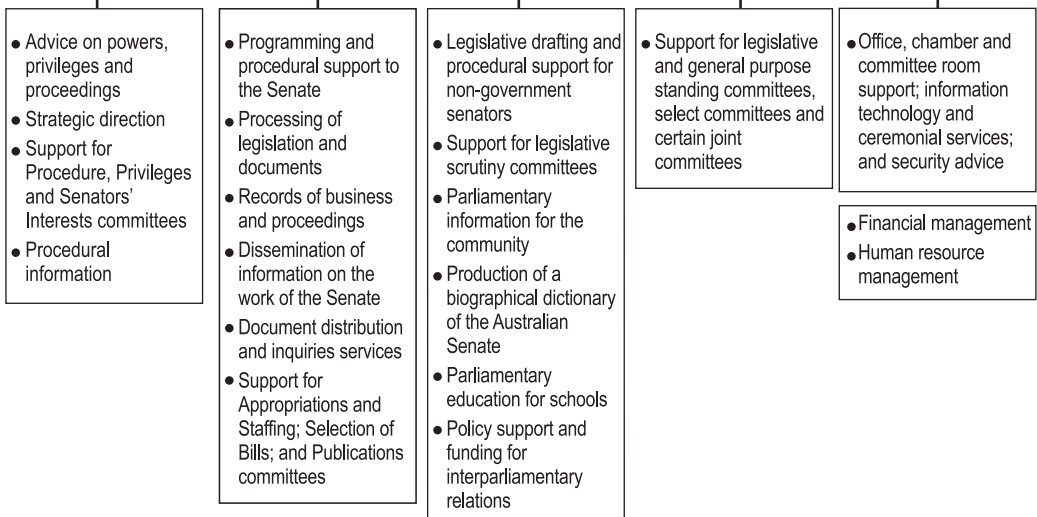 ● Advice on powers,
privileges and
proceedings
● Strategic direction
● Support for
Procedure, Privileges
and Senators’
Interests committees
● Procedural
information
● Programming and
procedural support to
the Senate
● Processing of
legislation and
documents
● Records of business
and proceedings
● Dissemination of
information on the
work of the Senate
● Document distribution
and inquiries services
● Support for
Appropriations and
Staffing; Selection of
Bills; and Publications
committees
● Legislative drafting and
procedural support for
non-government
senators
● Support for legislative
scrutiny committees
● Parliamentary
information for the
community
● Production of a
biographical dictionary
of the Australian
Senate
● Parliamentary
education for schools
● Policy support and
funding for
interparliamentary
relations
● Support for legislative
and general purpose
standing committees,
select committees and
certain joint
committees
● Office, chamber and
committee room
support; information
technology and
ceremonial services;
and security advice
● Financial management
● Human resource
management